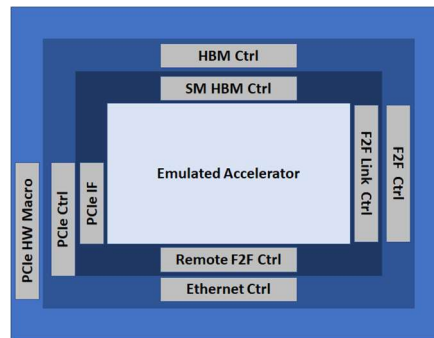 HBM Ctrl
SM HBM Ctrl
PCIe HW Macro
PCIe Ctrl
PCIe IF
Emulated Accelerator
F2F Link Ctrl
F2F Ctrl
Remote F2F Ctrl
Ethernet Ctrl